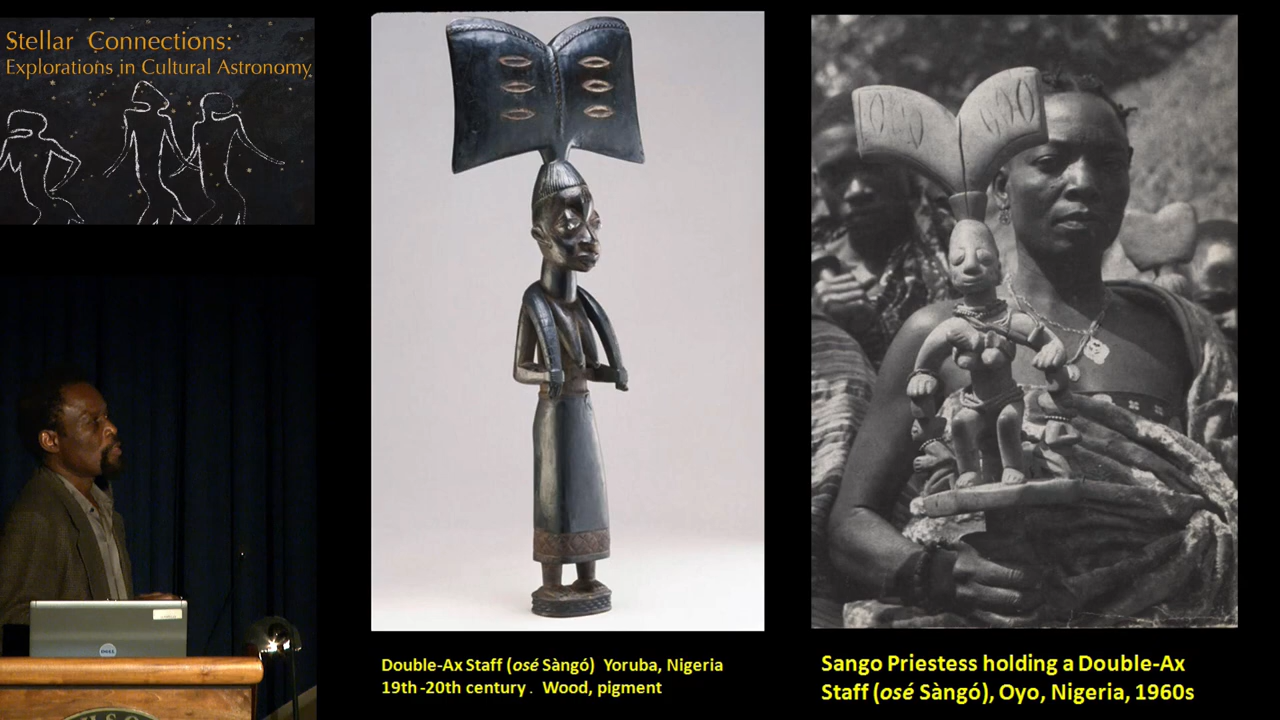 Stellar Connections:
Explorations in Cultural Astronomy
Double-Ax Staff (osé Sàngó) Yoruba, Nigeria
19th -20th century . Wood, pigment
Sango Priestess holding a Double-Ax
Staff (osé Sàngó), Oyo, Nigeria, 1960s
DELL